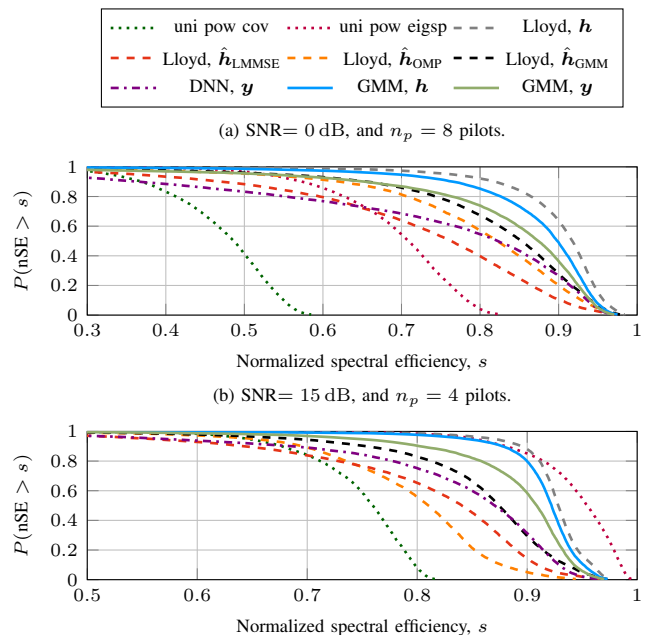 uni pow cov uni pow eigsp Lloyd, h
Lloyd, ĥ_LMMSE Lloyd, ĥ_OMP Lloyd, ĥ_GMM
DNN, y GMM, h GMM, y
(a) SNR= 0 dB, and n_p = 8 pilots.
P(nSE > s)
1
0.8
0.6
0.4
0.2
0
0.3 0.4 0.5 0.6 0.7 0.8 0.9 1
Normalized spectral efficiency, s
(b) SNR= 15 dB, and n_p = 4 pilots.
P(nSE > s)
1
0.8
0.6
0.4
0.2
0
0.5 0.6 0.7 0.8 0.9 1
Normalized spectral efficiency, s